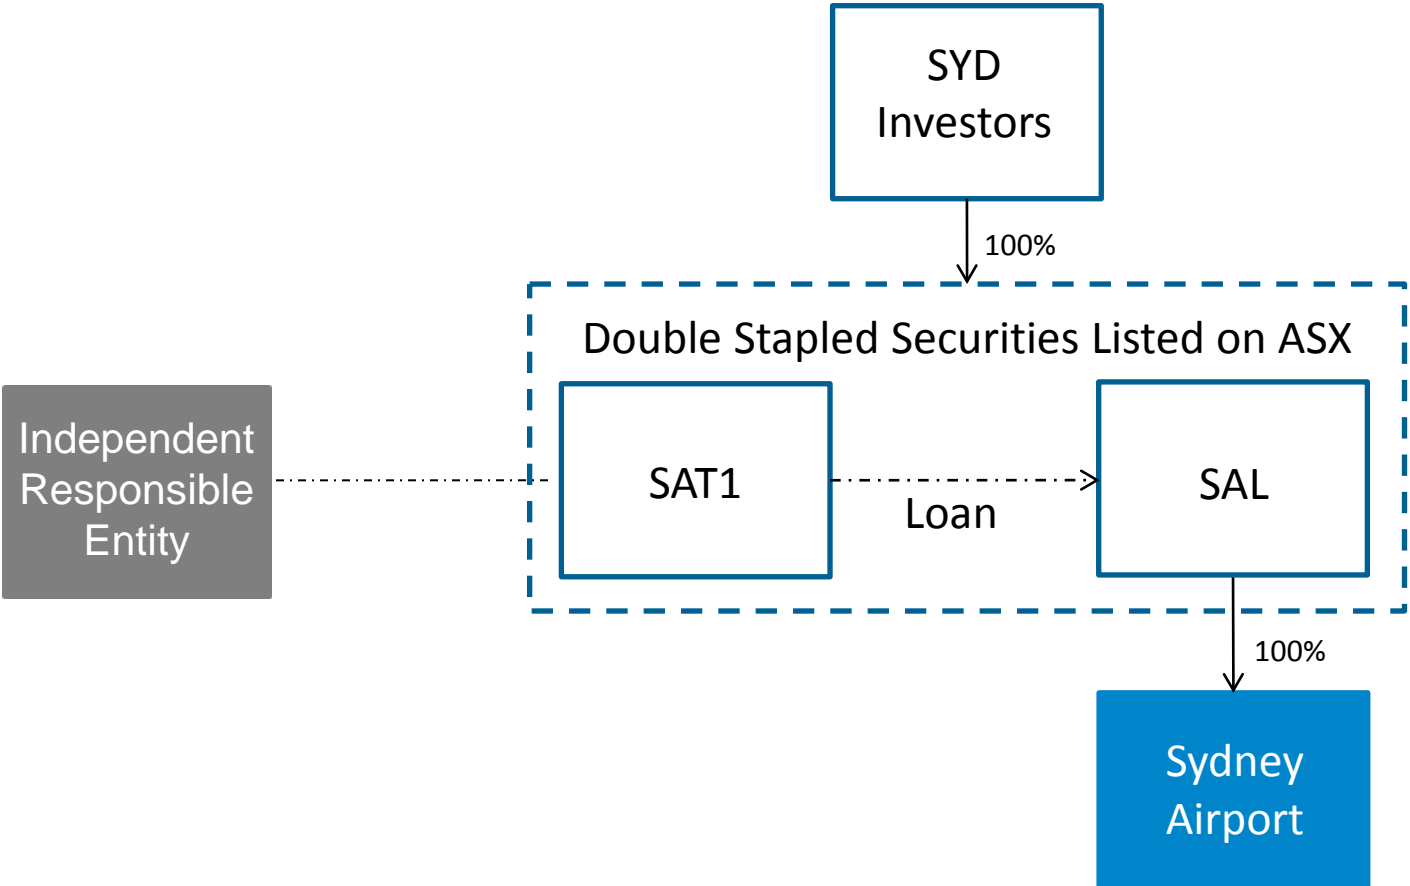 SYD
Investors
100%
Double Stapled Securities Listed on ASX
Independent
Responsible
Entity
SAT1
Loan
SAL
100%
Sydney
Airport